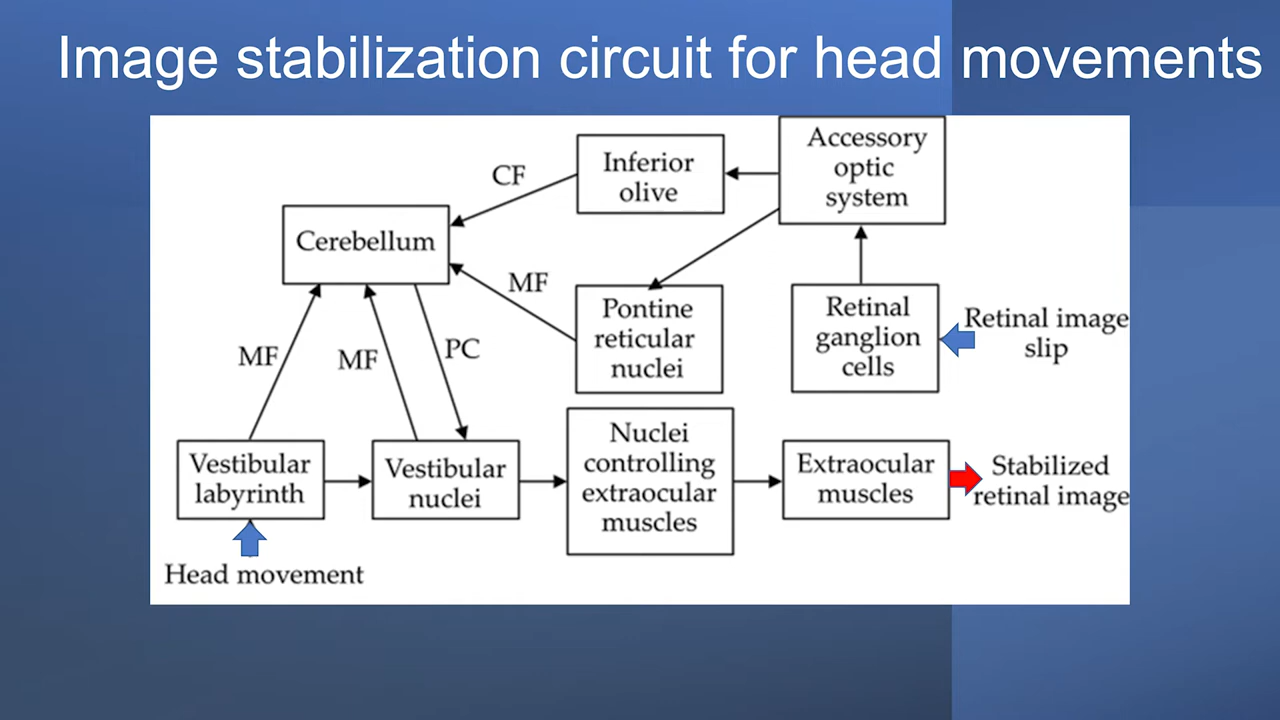 Image stabilization circuit for head movements
Accessory
optic
system
Inferior
olive
CF
Cerebellum
MF
Pontine
reticular
nuclei
Retinal
ganglion
cells
Retinal image
slip
MF
MF
PC
Vestibular
labyrinth
Vestibular
nuclei
Nuclei
controlling
extraocular
muscles
Extraocular
muscles
Stabilized
retinal image
Head movement